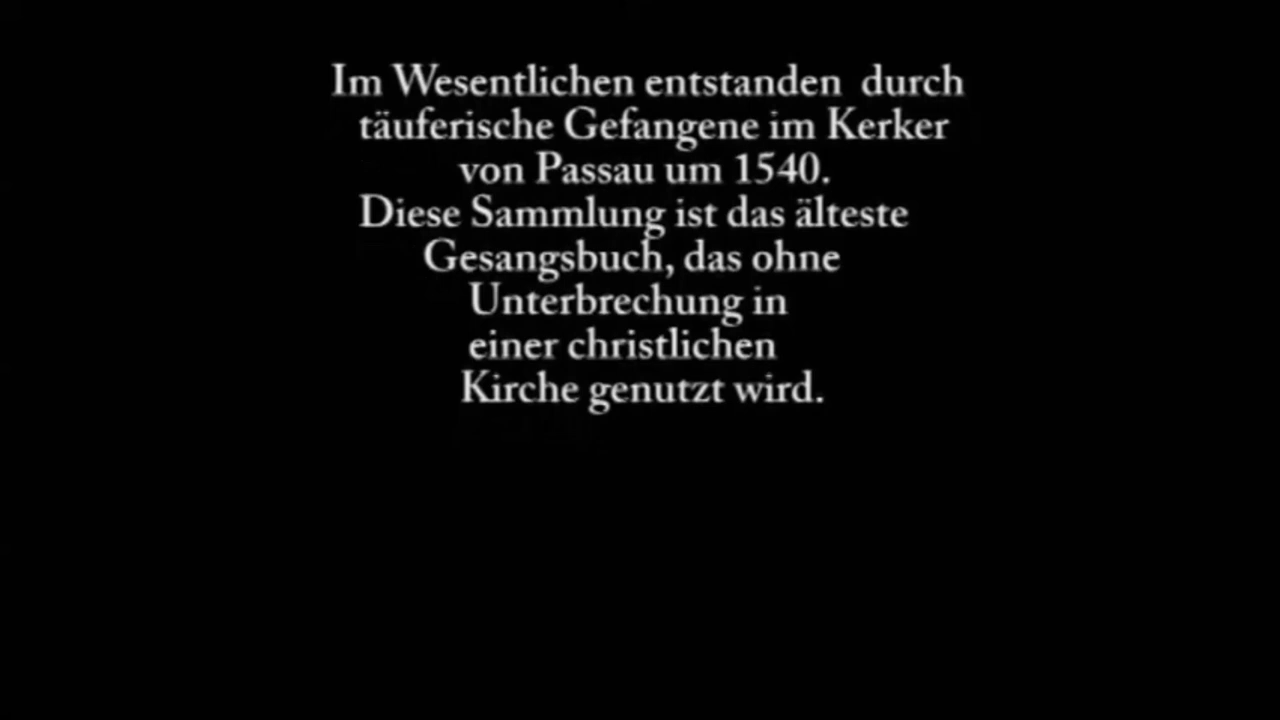 Im Wesentlichen entstanden durch
täuferische Gefangene im Kerker
von Passau um 1540.
Diese Sammlung ist das älteste
Gesangsbuch, das ohne
Unterbrechung in
einer christlichen
Kirche genutzt wird.